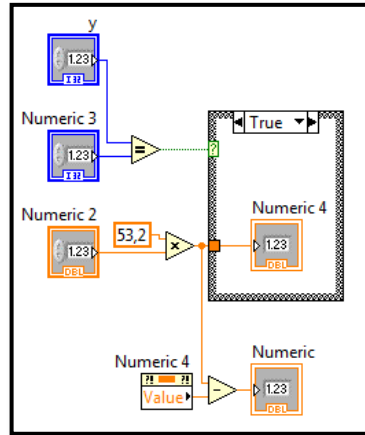 y
1.23
I32
Numeric 3
1.23
I32
=
?
True
Numeric 2
1.23
DBL
53,2
×
Numeric 4
1.23
DBL
Numeric 4
?! ?!
Value
−
Numeric
1.23
DBL